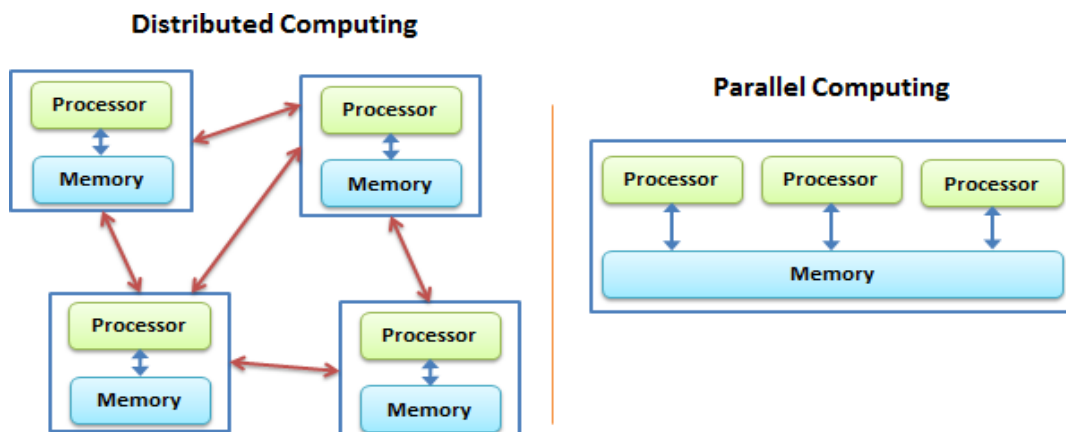 Distributed Computing
Processor
Memory
Processor
Memory
Processor
Memory
Processor
Memory
Parallel Computing
Processor
Processor
Processor
Memory